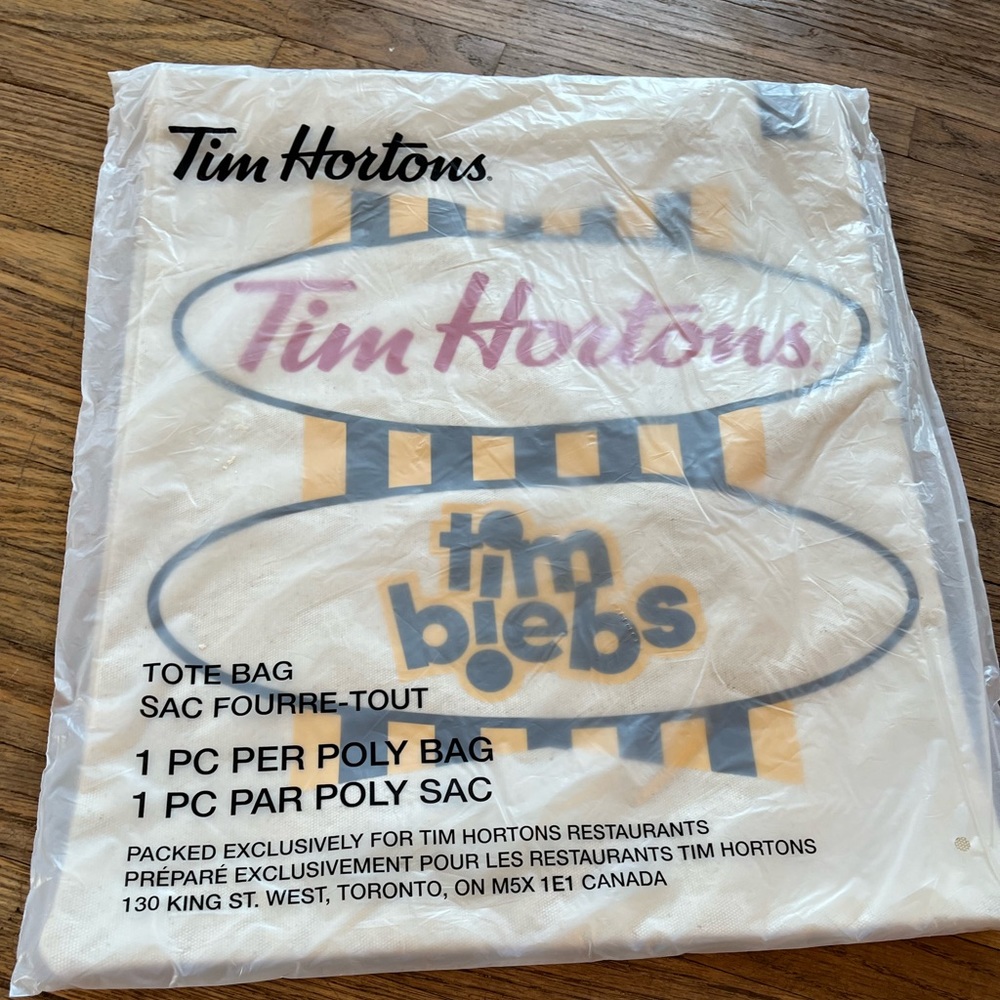 Tim Hortons.
Tim Hortons.
tim
biebs
TOTE BAG
SAC FOURRE-TOUT
1 PC PER POLY BAG
1 PC PAR POLY SAC
PACKED EXCLUSIVELY FOR TIM HORTONS RESTAURANTS
PRÉPARÉ EXCLUSIVEMENT POUR LES RESTAURANTS TIM HORTONS
130 KING ST. WEST, TORONTO, ON M5X 1E1 CANADA